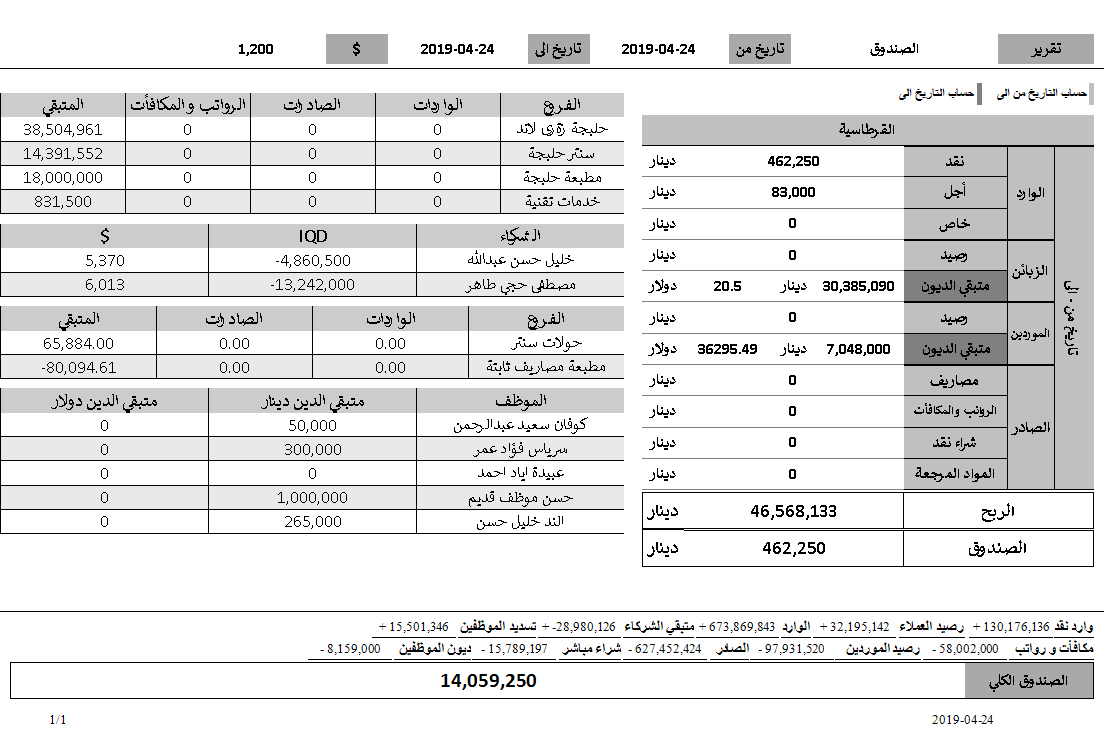 تقرير الصندوق تاريخ من 2019-04-24 تاريخ الى 2019-04-24 $ 1,200
حساب التاريخ من الى حساب التاريخ الى
القرطاسية
تاريخ من - الى
الوارد
نقد 462,250 دينار
أجل 83,000 دينار
خاص 0 دينار
الزبائن
رصيد 0 دينار
متبقي الديون 30,385,090 دينار 20.5 دولار
الموردين
رصيد 0 دينار
متبقي الديون 7,048,000 دينار 36295.49 دولار
الصادر
مصاريف 0 دينار
الرواتب والمكافأت 0 دينار
شراء نقد 0 دينار
المواد المرجعة 0 دينار
الربح 46,568,133 دينار
الصندوق 462,250 دينار
الفروع الواردات الصادرات الرواتب والمكافأت المتبقي
حلبجة زةرى لاند 0 0 0 38,504,961
سنتر حلبجة 0 0 0 14,391,552
مطبعة حلبجة 0 0 0 18,000,000
خدمات تقنية 0 0 0 831,500
الشركاء IQD $
خليل حسن عبدالله -4,860,500 5,370
مصطفى حجي طاهر -13,242,000 6,013
الفروع الواردات الصادرات المتبقي
حولات سنتر 0.00 0.00 65,884.00
مطبعة مصاريف ثابتة 0.00 0.00 -80,094.61
الموظف متبقي الدين دينار متبقي الدين دولار
كوفان سعيد عبدالرحمن 50,000 0
سرياس فؤاد عمر 300,000 0
عبيدة اياد احمد 0 0
حسن موظف قديم 1,000,000 0
الند خليل حسن 265,000 0
وارد نقد 130,176,136 + رصيد العملاء 32,195,142 + الوارد 673,869,843 + متبقي الشركاء -28,980,126 + تسديد الموظفين 15,501,346 +
مكافأت و رواتب 58,002,000 - رصيد الموردين 97,931,520 - الصادر 627,452,424 - شراء مباشر 15,789,197 - ديون الموظفين 8,159,000 -
الصندوق الكلي 14,059,250
2019-04-24 1/1